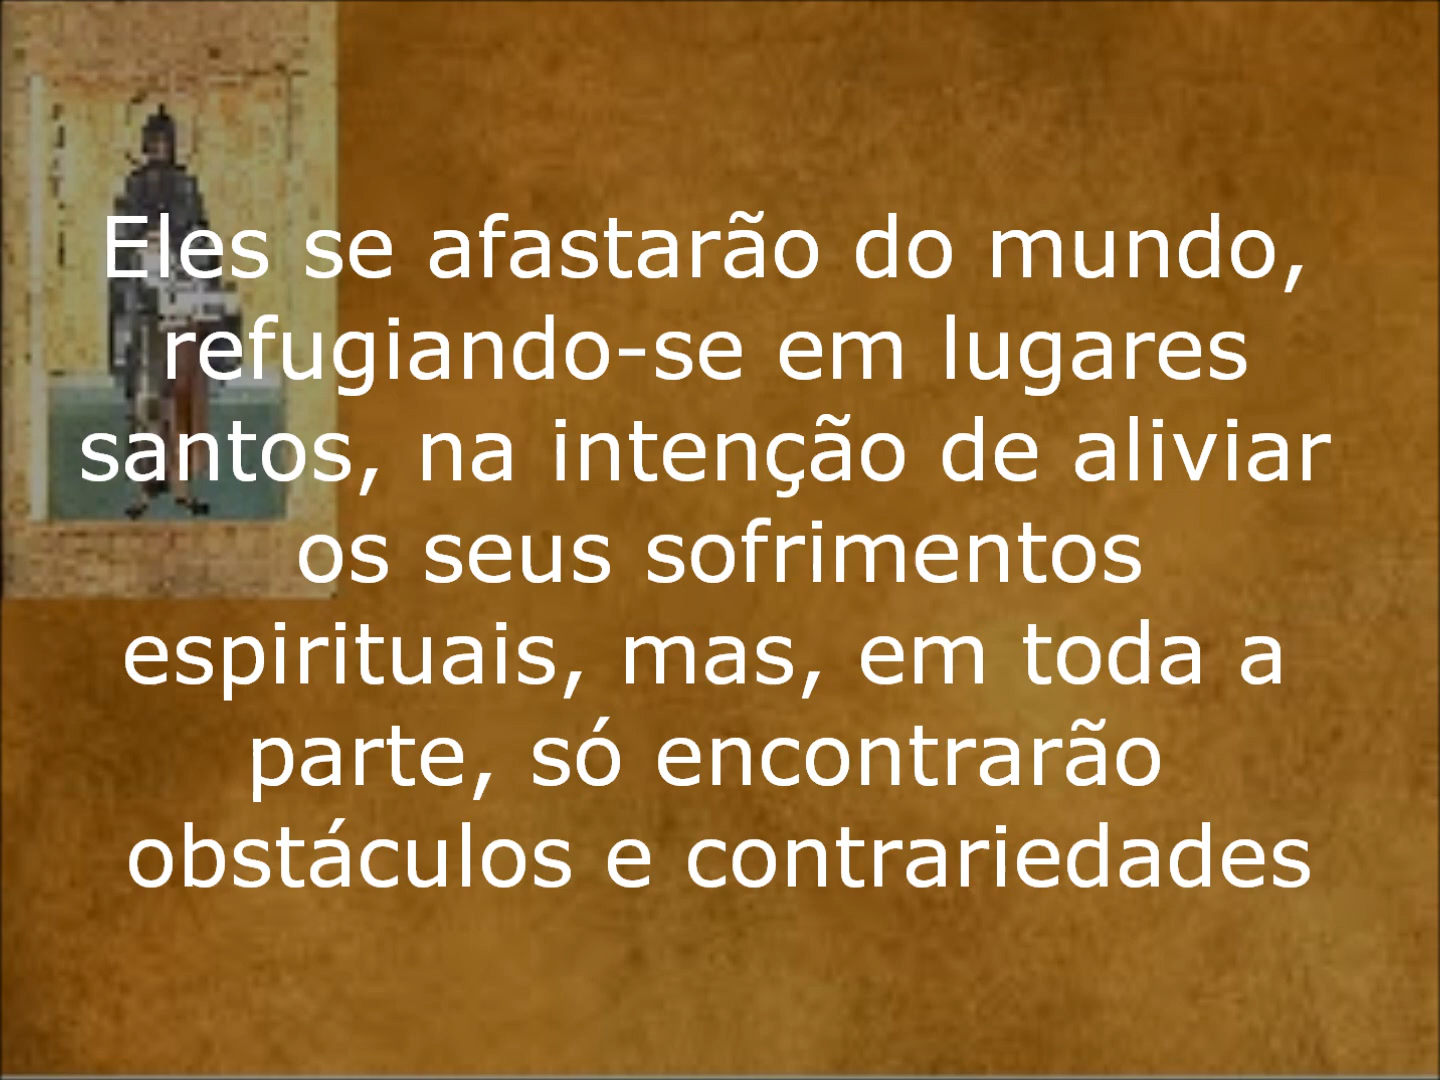 Eles se afastarão do mundo,
refugiando-se em lugares
santos, na intenção de aliviar
os seus sofrimentos
espirituais, mas, em toda a
parte, só encontrarão
obstáculos e contrariedades